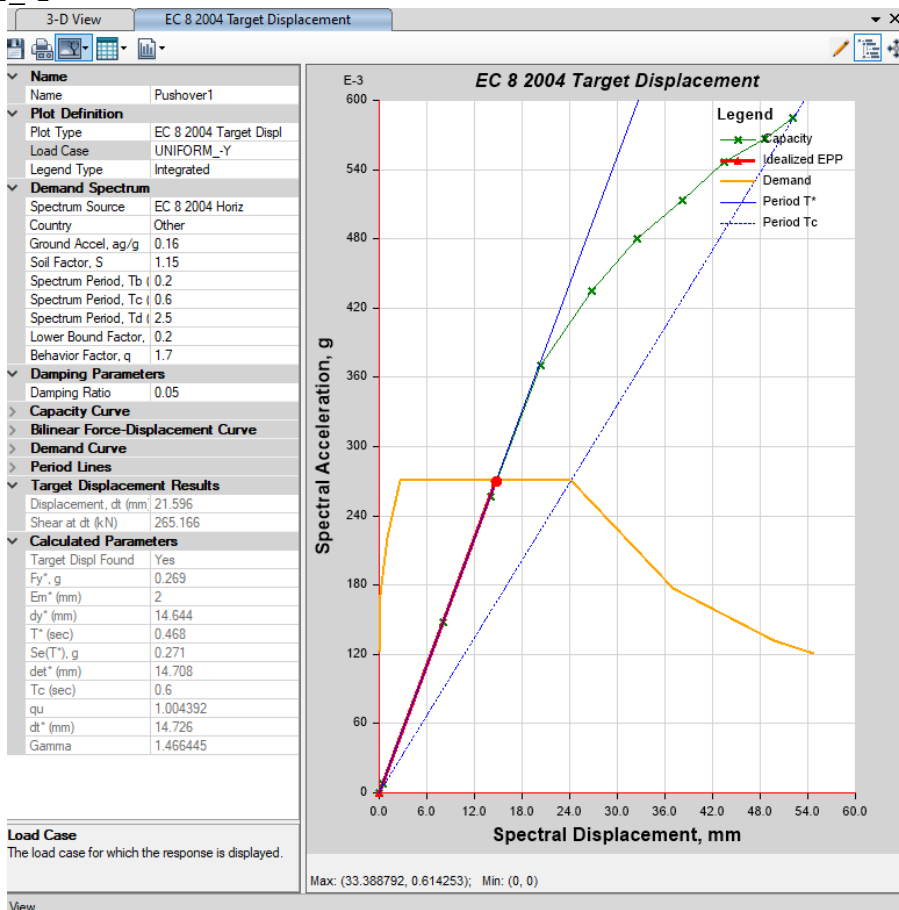 3-D View
EC 8 2004 Target Displacement
Name
Name Pushover1
Plot Definition
Plot Type EC 8 2004 Target Displ
Load Case UNIFORM_-Y
Legend Type Integrated
Demand Spectrum
Spectrum Source EC 8 2004 Horiz
Country Other
Ground Accel, ag/g 0.16
Soil Factor, S 1.15
Spectrum Period, Tb ( 0.2
Spectrum Period, Tc ( 0.6
Spectrum Period, Td ( 2.5
Lower Bound Factor, 0.2
Behavior Factor, q 1.7
Damping Parameters
Damping Ratio 0.05
Capacity Curve
Bilinear Force-Displacement Curve
Demand Curve
Period Lines
Target Displacement Results
Displacement, dt (mm 21.596
Shear at dt (kN) 265.166
Calculated Parameters
Target Displ Found Yes
Fy*, g 0.269
Em* (mm) 2
dy* (mm) 14.644
T* (sec) 0.468
Se(T*), g 0.271
det* (mm) 14.708
Tc (sec) 0.6
qu 1.004392
dt* (mm) 14.726
Gamma 1.466445
Load Case
The load case for which the response is displayed.
View
E-3
EC 8 2004 Target Displacement
Legend
Capacity
Idealized EPP
Demand
Period T*
Period Tc
600
540
480
420
360
300
240
180
120
60
0
Spectral Acceleration, g
0.0 6.0 12.0 18.0 24.0 30.0 36.0 42.0 48.0 54.0 60.0
Spectral Displacement, mm
Max: (33.388792, 0.614253); Min: (0, 0)